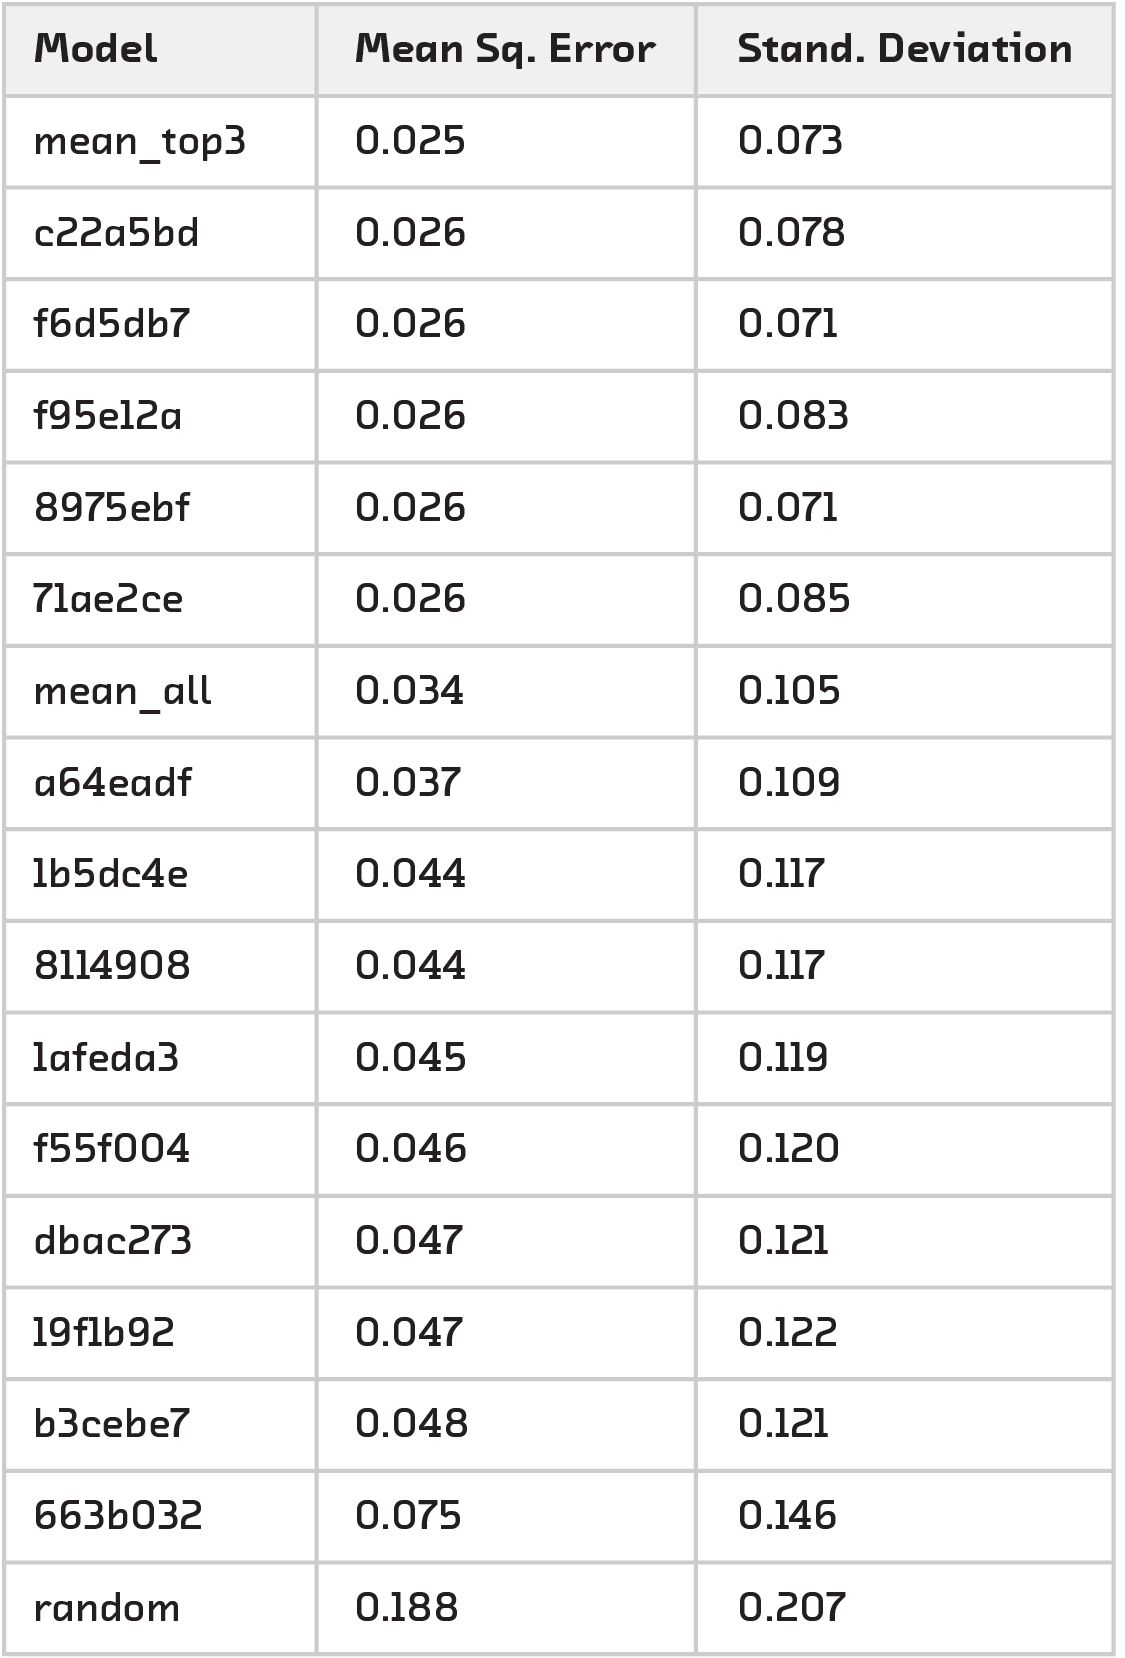 Model Mean Sq. Error Stand. Deviation
mean_top3 0.025 0.073
c22a5bd 0.026 0.078
f6d5db7 0.026 0.071
f95e12a 0.026 0.083
8975ebf 0.026 0.071
71ae2ce 0.026 0.085
mean_all 0.034 0.105
a64eadf 0.037 0.109
1b5dc4e 0.044 0.117
8114908 0.044 0.117
1afeda3 0.045 0.119
f55f004 0.046 0.120
dbac273 0.047 0.121
19f1b92 0.047 0.122
b3cebe7 0.048 0.121
663b032 0.075 0.146
random 0.188 0.207